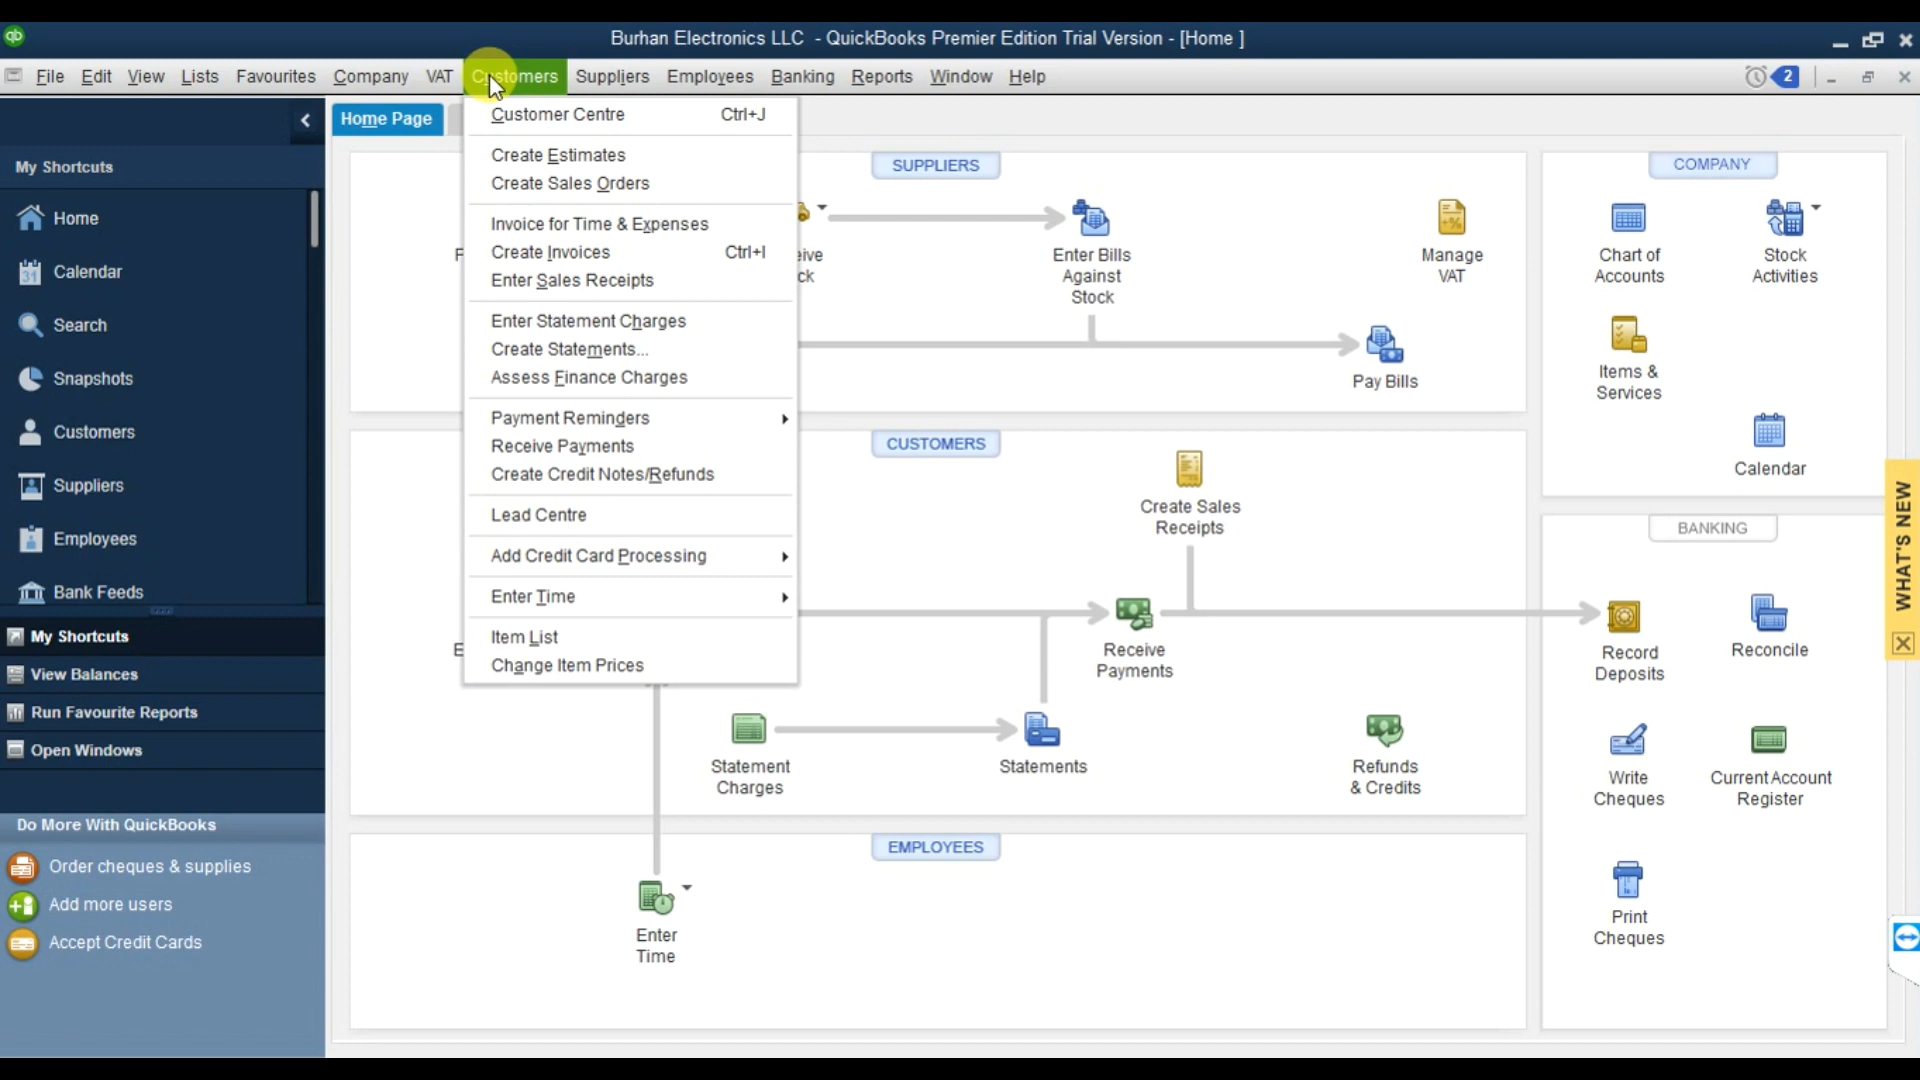 qb
Burhan Electronics LLC - QuickBooks Premier Edition Trial Version - [Home ]
File Edit View Lists Favourites Company VAT Customers Suppliers Employees Banking Reports Window Help
2
My Shortcuts
Home
31
Calendar
Search
Snapshots
Customers
Suppliers
Employees
Bank Feeds
My Shortcuts
View Balances
Run Favourite Reports
Open Windows
Do More With QuickBooks
Order cheques & supplies
Add more users
Accept Credit Cards
Home Page
Customer Centre Ctrl+J
Create Estimates
Create Sales Orders
Invoice for Time & Expenses
Create Invoices Ctrl+I
Enter Sales Receipts
Enter Statement Charges
Create Statements...
Assess Finance Charges
Payment Reminders
Receive Payments
Create Credit Notes/Refunds
Lead Centre
Add Credit Card Processing
Enter Time
Item List
Change Item Prices
SUPPLIERS
Enter Bills
Against
Stock
Manage
VAT
Pay Bills
CUSTOMERS
Create Sales
Receipts
Receive
Payments
Statement
Charges
Statements
Refunds
& Credits
EMPLOYEES
Enter
Time
COMPANY
Chart of
Accounts
Stock
Activities
Items &
Services
Calendar
BANKING
Record
Deposits
Reconcile
Write
Cheques
Current Account
Register
Print
Cheques
WHAT'S NEW